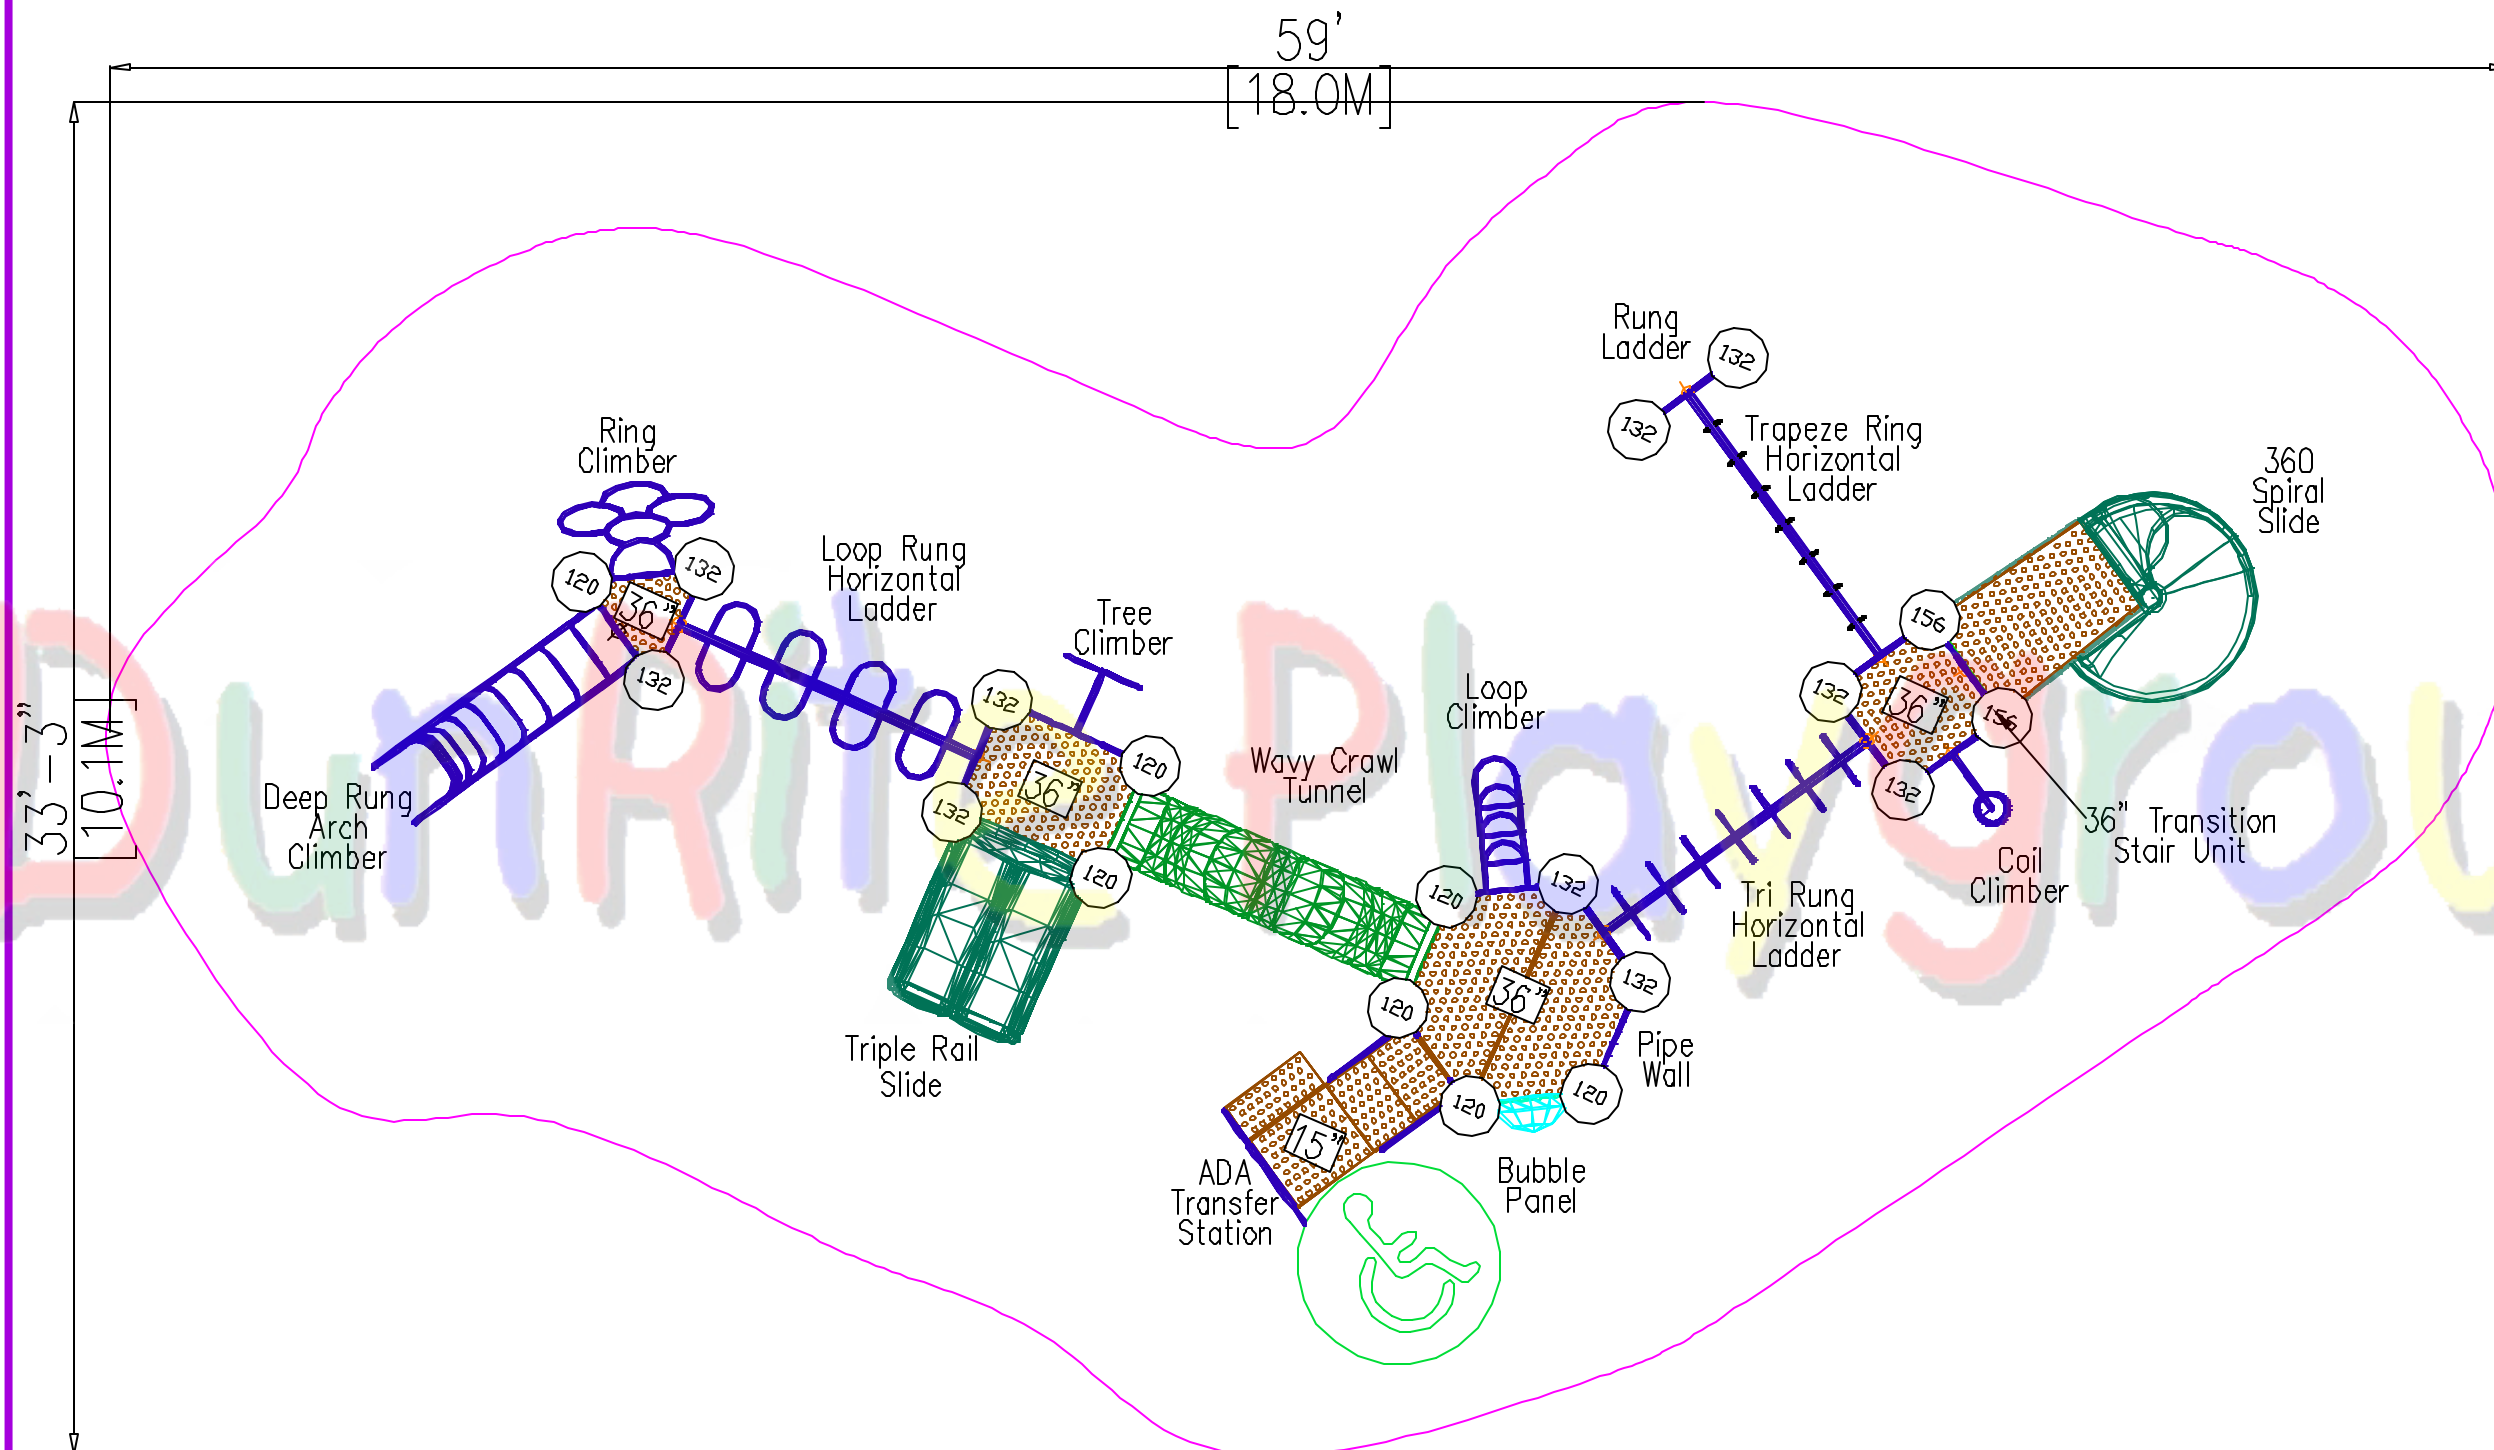 59'
[18.0M]
33'-3"
[10.1M]
Rung
Ladder
132
132
Trapeze Ring
Horizontal
Ladder
360
Spiral
Slide
Ring
Climber
120
132
36"
132
Loop Rung
Horizontal
Ladder
Tree
Climber
132
120
36"
132
120
Deep Rung
Arch
Climber
Triple Rail
Slide
Wavy Crawl
Tunnel
Loop
Climber
156
132
36"
156
132
36" Transition
Stair Unit
Coil
Climber
Tri Rung
Horizontal
Ladder
120
132
36"
132
120
120
120
Pipe
Wall
15"
ADA
Transfer
Station
Bubble
Panel
DunRite Playgrou